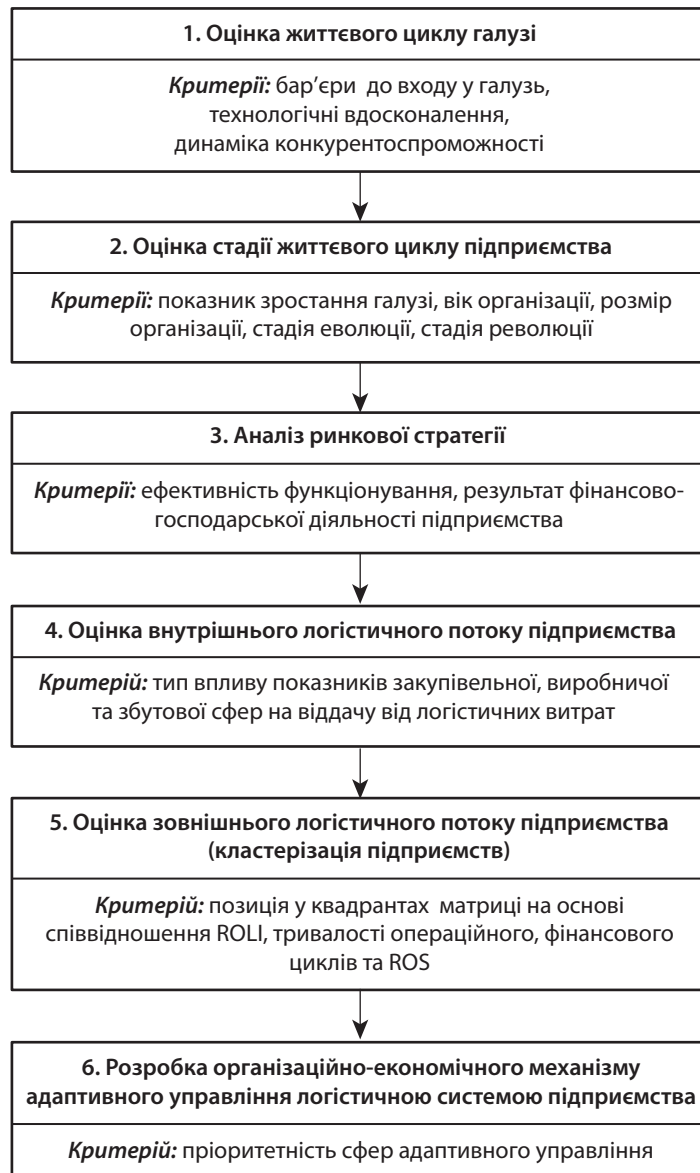 1. Оцінка життєвого циклу галузі
Критерії: бар’єри до входу у галузь,
технологічні вдосконалення,
динаміка конкурентоспроможності
2. Оцінка стадії життєвого циклу підприємства
Критерії: показник зростання галузі, вік організації, розмір
організації, стадія еволюції, стадія революції
3. Аналіз ринкової стратегії
Критерії: ефективність функціонування, результат фінансово-
господарської діяльності підприємства
4. Оцінка внутрішнього логістичного потоку підприємства
Критерій: тип впливу показників закупівельної, виробничої
та збутової сфер на віддачу від логістичних витрат
5. Оцінка зовнішнього логістичного потоку підприємства
(кластерізація підприємств)
Критерій: позиція у квадрантах матриці на основі
співвідношення ROLI, тривалості операційного, фінансового
циклів та ROS
6. Розробка організаційно-економічного механізму
адаптивного управління логістичною системою підприємства
Критерій: пріоритетність сфер адаптивного управління